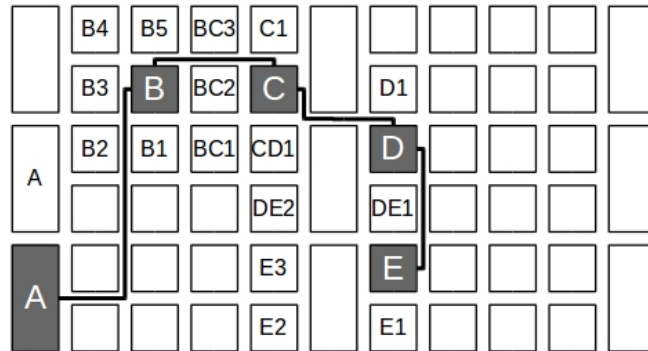 B4 B5 BC3 C1
B3 B BC2 C D1
A B2 B1 BC1 CD1 D
DE2 DE1
A E3 E
E2 E1